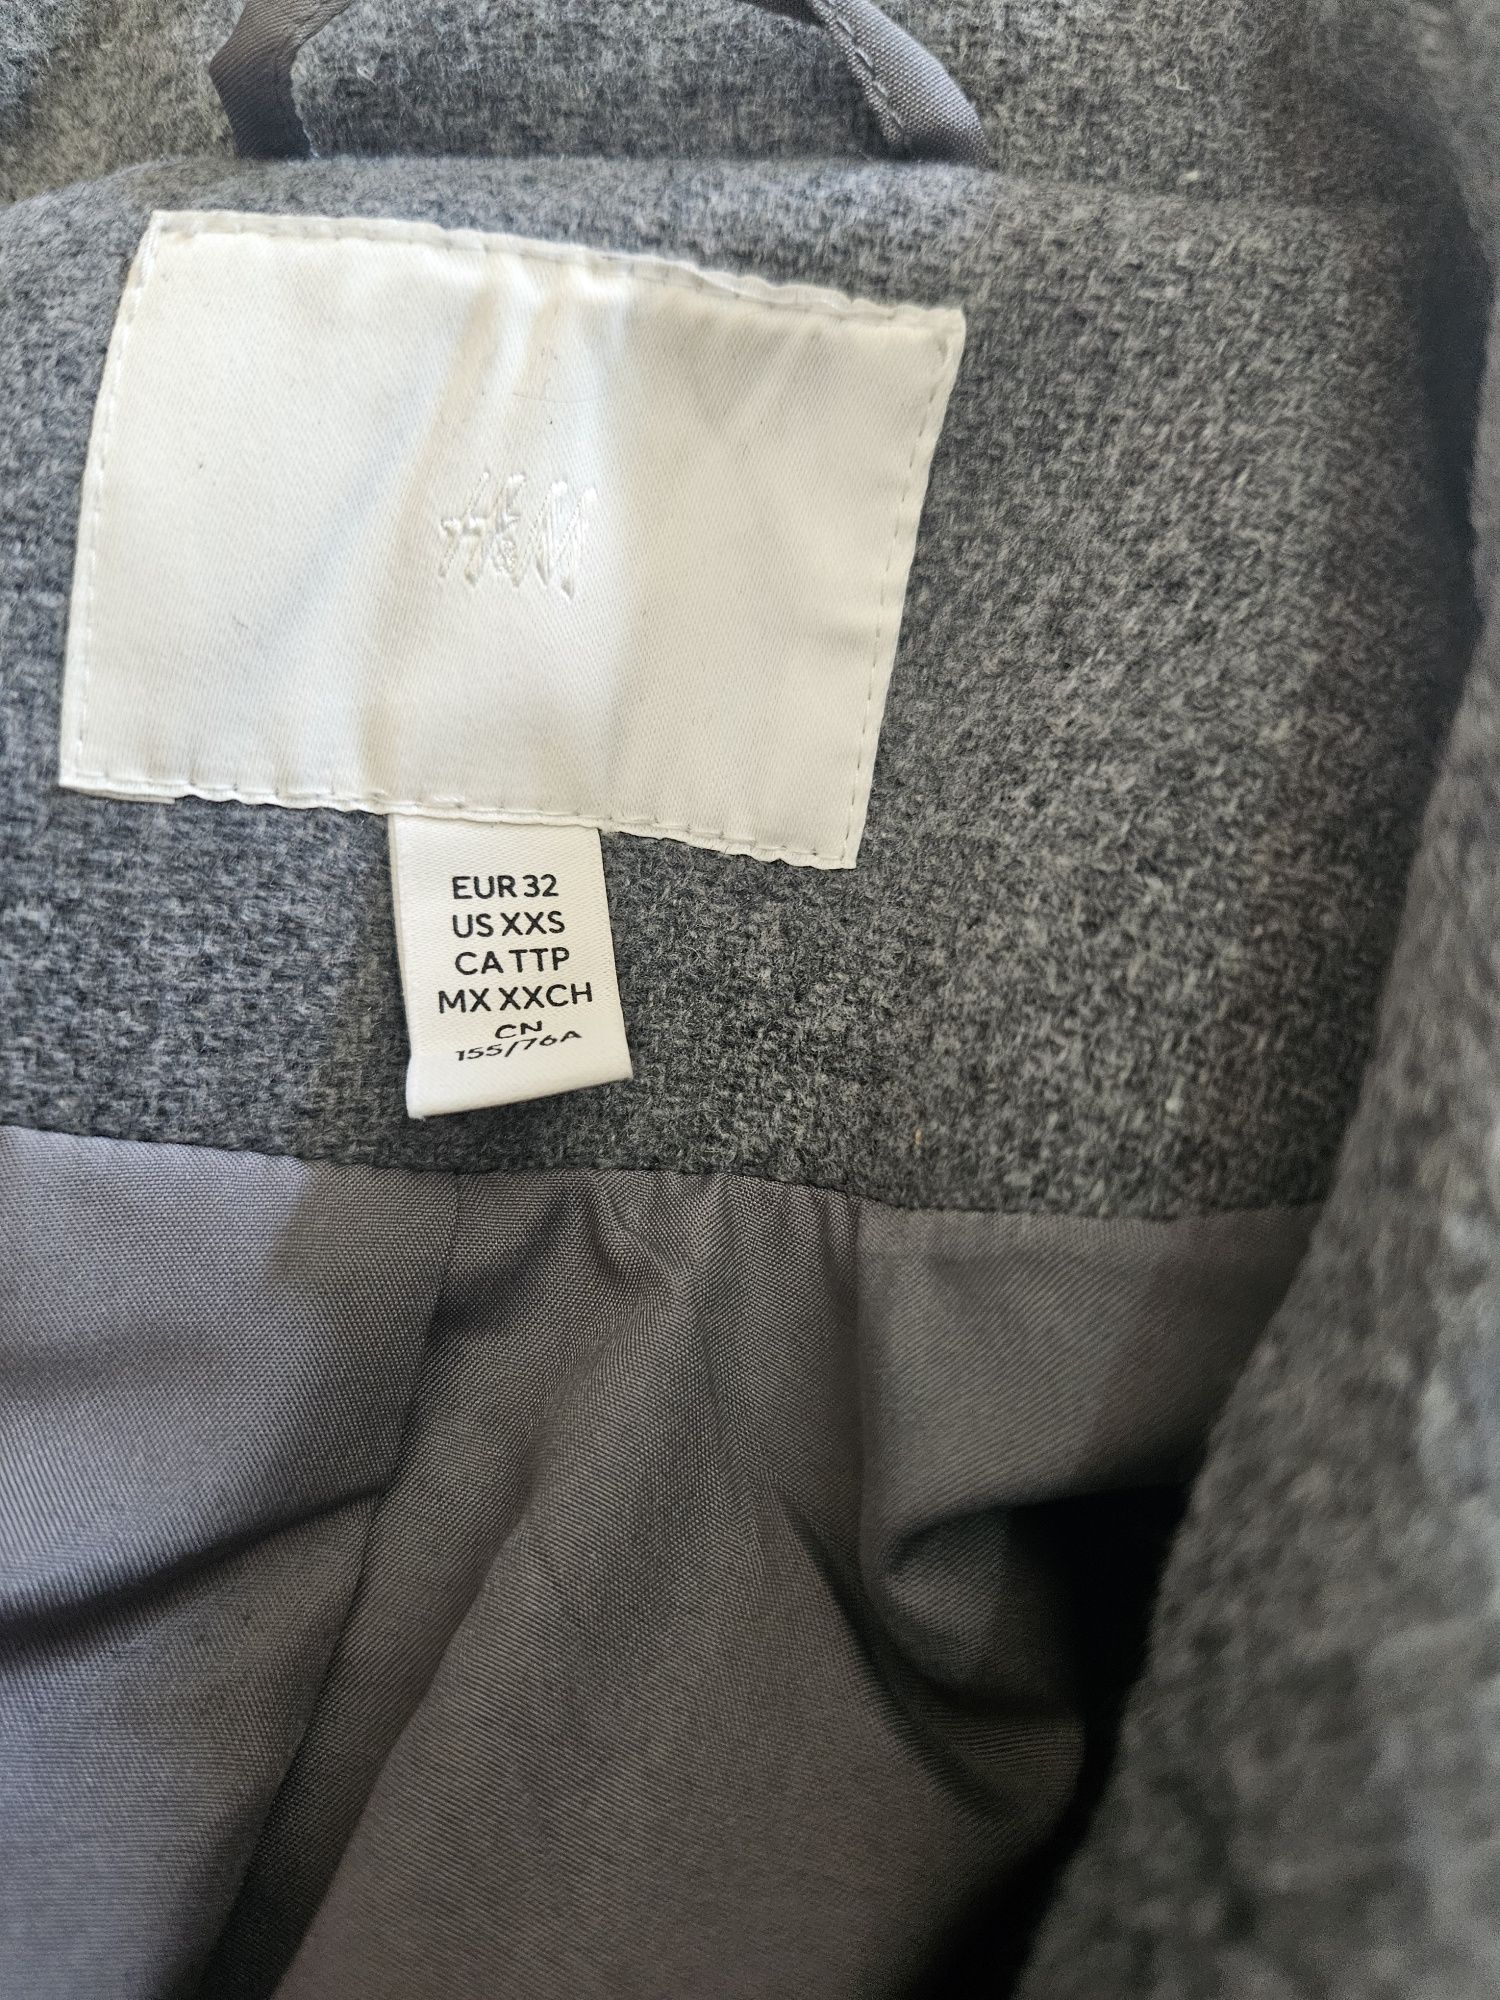 H&M
EUR 32
US XXS
CA TTP
MX XXCH
CN
155/76A